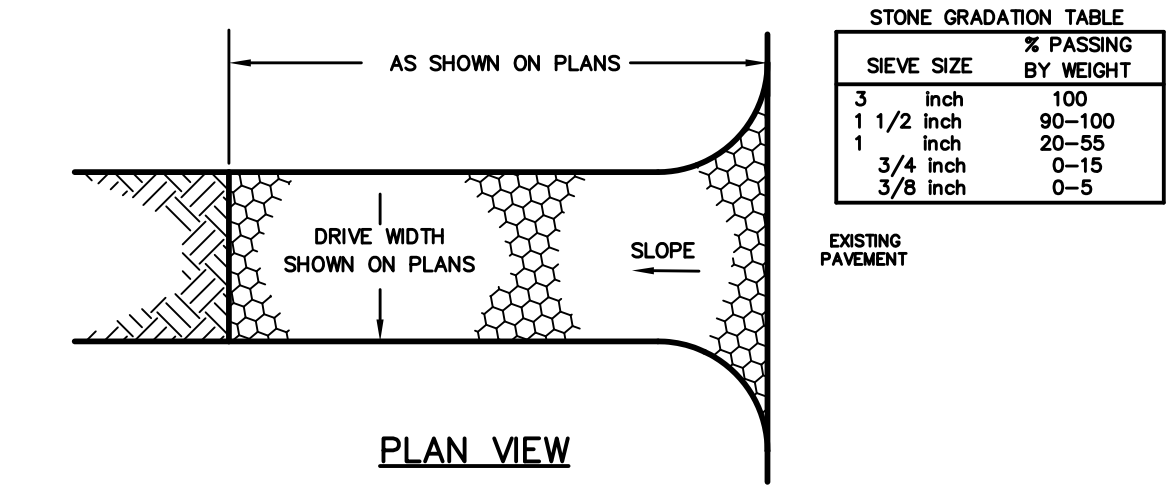 STONE GRADATION TABLE
SIEVE SIZE % PASSING BY WEIGHT
3 inch 100
1 1/2 inch 90–100
1 inch 20–55
3/4 inch 0–15
3/8 inch 0–5
AS SHOWN ON PLANS
DRIVE WIDTH
SHOWN ON PLANS
SLOPE
EXISTING
PAVEMENT
PLAN VIEW